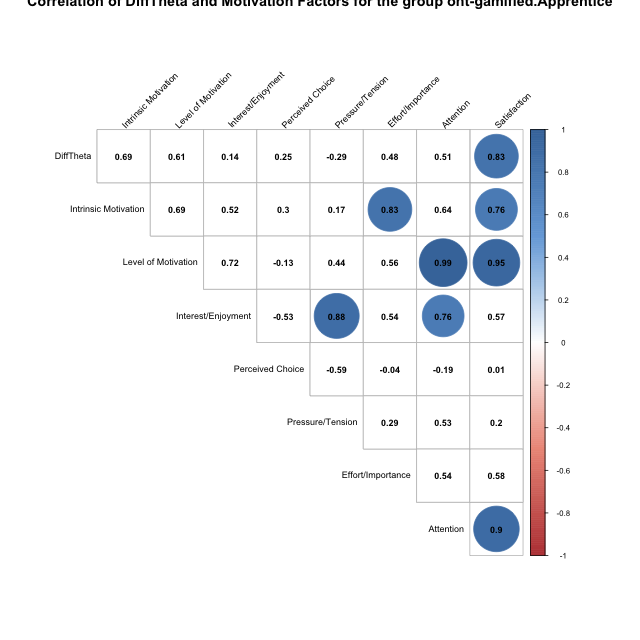 Correlation of DiffTheta and Motivation Factors for the group ont-gamified.Apprentice
Intrinsic Motivation
Level of Motivation
Interest/Enjoyment
Perceived Choice
Pressure/Tension
Effort/Importance
Attention
Satisfaction
DiffTheta 0.69 0.61 0.14 0.25 -0.29 0.48 0.51 0.83
Intrinsic Motivation 0.69 0.52 0.3 0.17 0.83 0.64 0.76
Level of Motivation 0.72 -0.13 0.44 0.56 0.99 0.95
Interest/Enjoyment -0.53 0.88 0.54 0.76 0.57
Perceived Choice -0.59 -0.04 -0.19 0.01
Pressure/Tension 0.29 0.53 0.2
Effort/Importance 0.54 0.58
Attention 0.9
1
0.8
0.6
0.4
0.2
0
-0.2
-0.4
-0.6
-0.8
-1